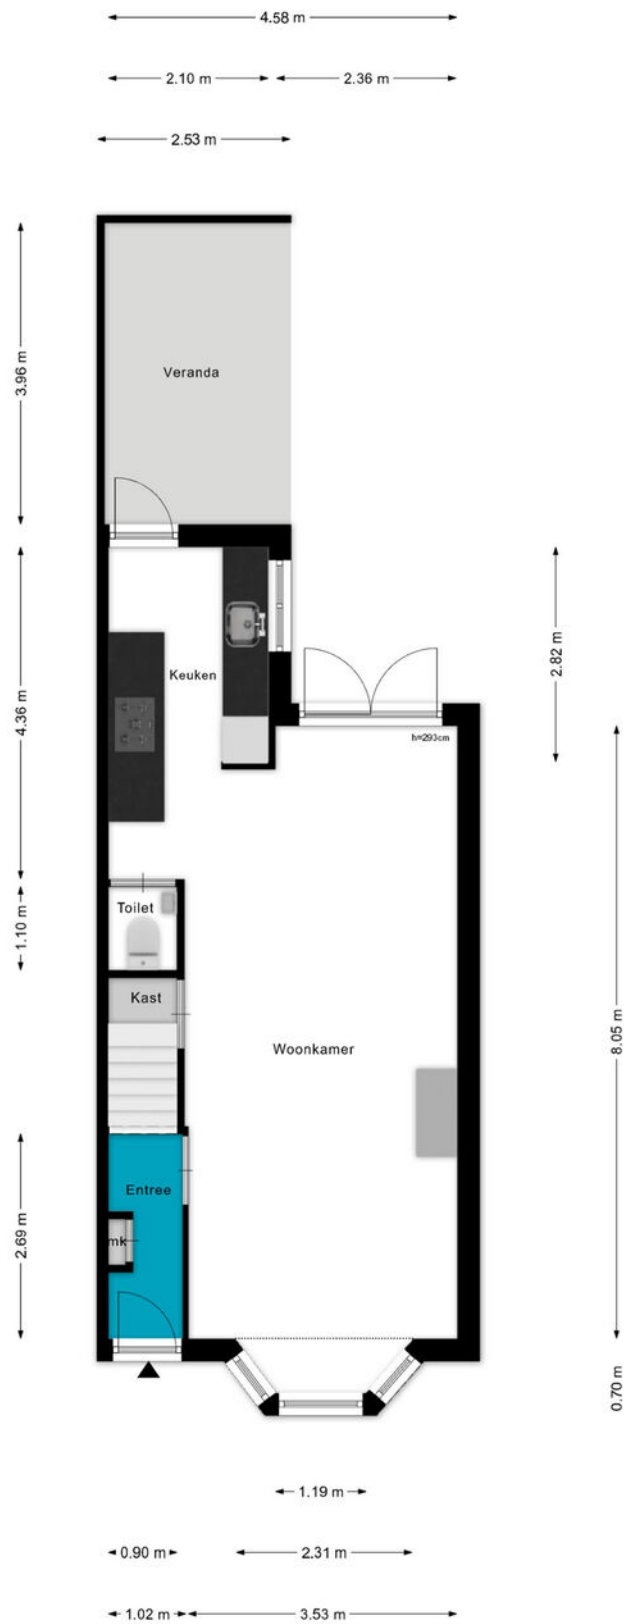 4.58 m
2.10 m
2.36 m
2.53 m
3.96 m
Veranda
4.36 m
Keuken
2.82 m
h=293cm
1.10 m
Toilet
Kast
Woonkamer
8.05 m
2.69 m
Entree
mk
0.70 m
1.19 m
0.90 m
2.31 m
1.02 m
3.53 m